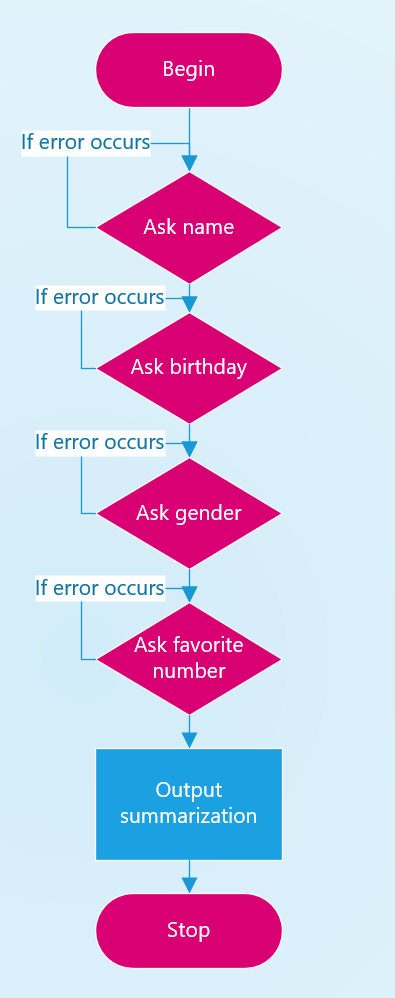 Begin
If error occurs
Ask name
If error occurs
Ask birthday
If error occurs
Ask gender
If error occurs
Ask favorite
number
Output
summarization
Stop